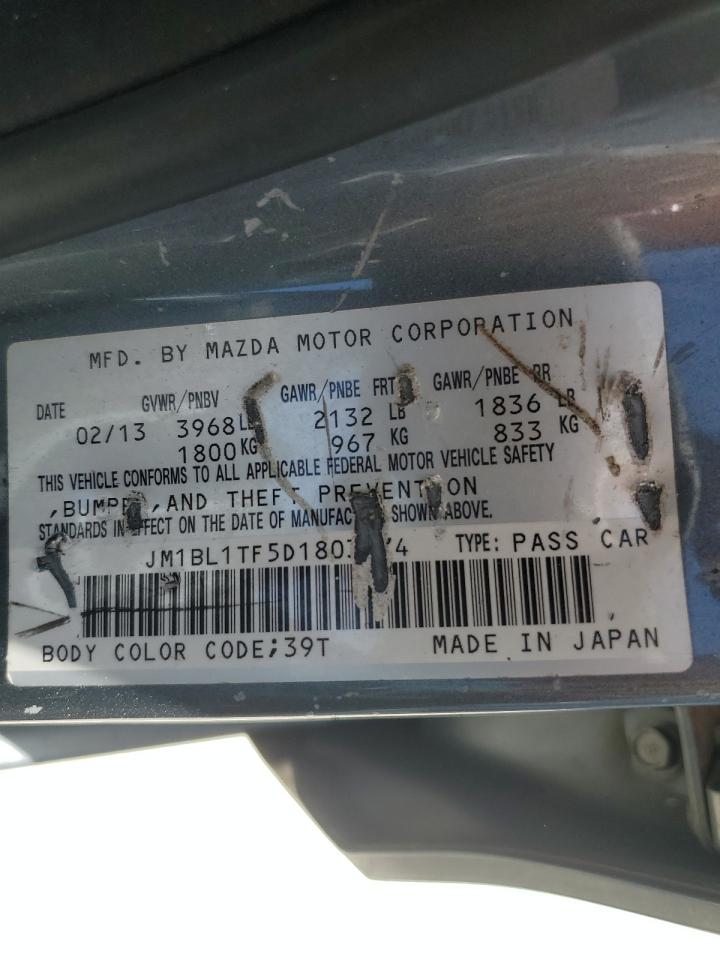 MFD. BY MAZDA MOTOR CORPORATION
DATE GVWR/PNBV GAWR/PNBE FRT GAWR/PNBE RR
02/13 3968 LB 2132 LB 1836 LB
1800 KG 967 KG 833 KG
THIS VEHICLE CONFORMS TO ALL APPLICABLE FEDERAL MOTOR VEHICLE SAFETY
,BUMPER,AND THEFT PREVENTION
STANDARDS IN EFFECT ON THE DATE OF MANUFACTURE SHOWN ABOVE.
TYPE: PASS CAR
BODY COLOR CODE;39T MADE IN JAPAN